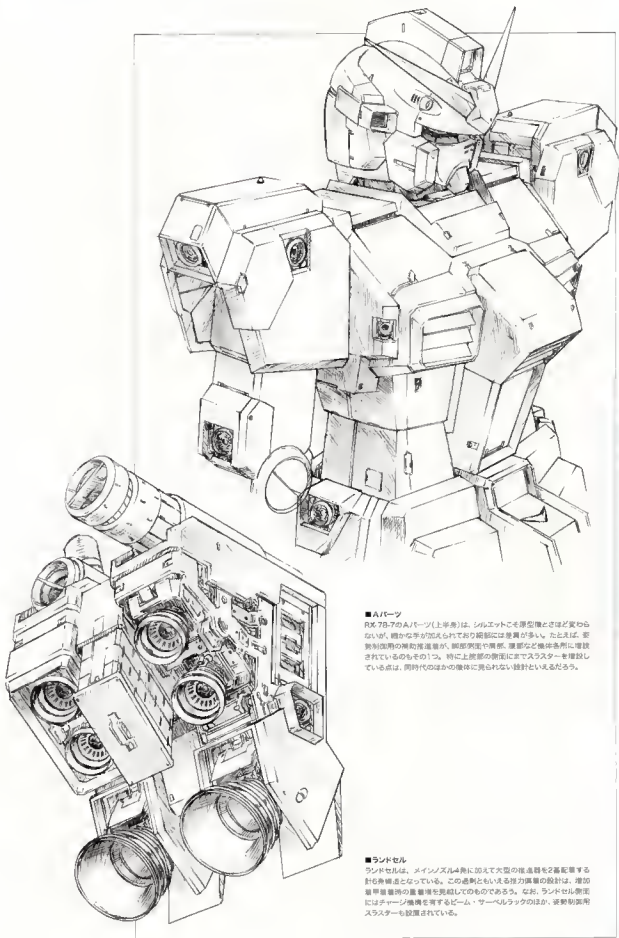 ■Aパーツ
RX-78-7のAパーツ(上半身)は、シルエットこそ原型機とさほど変わら
ないが、細かな手が加えられており細部には差異が多い。たとえば、姿
勢制御用の補助推進器が、脚部側面や肩部、腹部など機体各所に増設
されているのもその1つ。特に上腕部の側面にまでスラスターを増設し
ている点は、同時代のほかの機体に見られない設計といえるだろう。
■ランドセル
ランドセルは、メインノズル4発に加えて大型の推進器を2基配置する
計6発構造となっている。この過剰ともいえる推力偏重の設計は、増加
装甲装着時の重量増を見越してのものであろう。なお、ランドセル側面
にはチャージ機構を有するビーム・サーベルラックのほか、姿勢制御用
スラスターも設置されている。